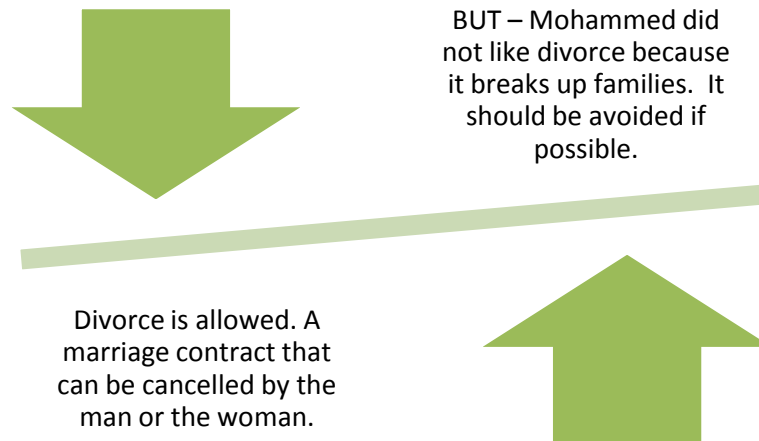 BUT – Mohammed did
not like divorce because
it breaks up families.  It
should be avoided if
possible.
Divorce is allowed. A
marriage contract that
can be cancelled by the
man or the woman.